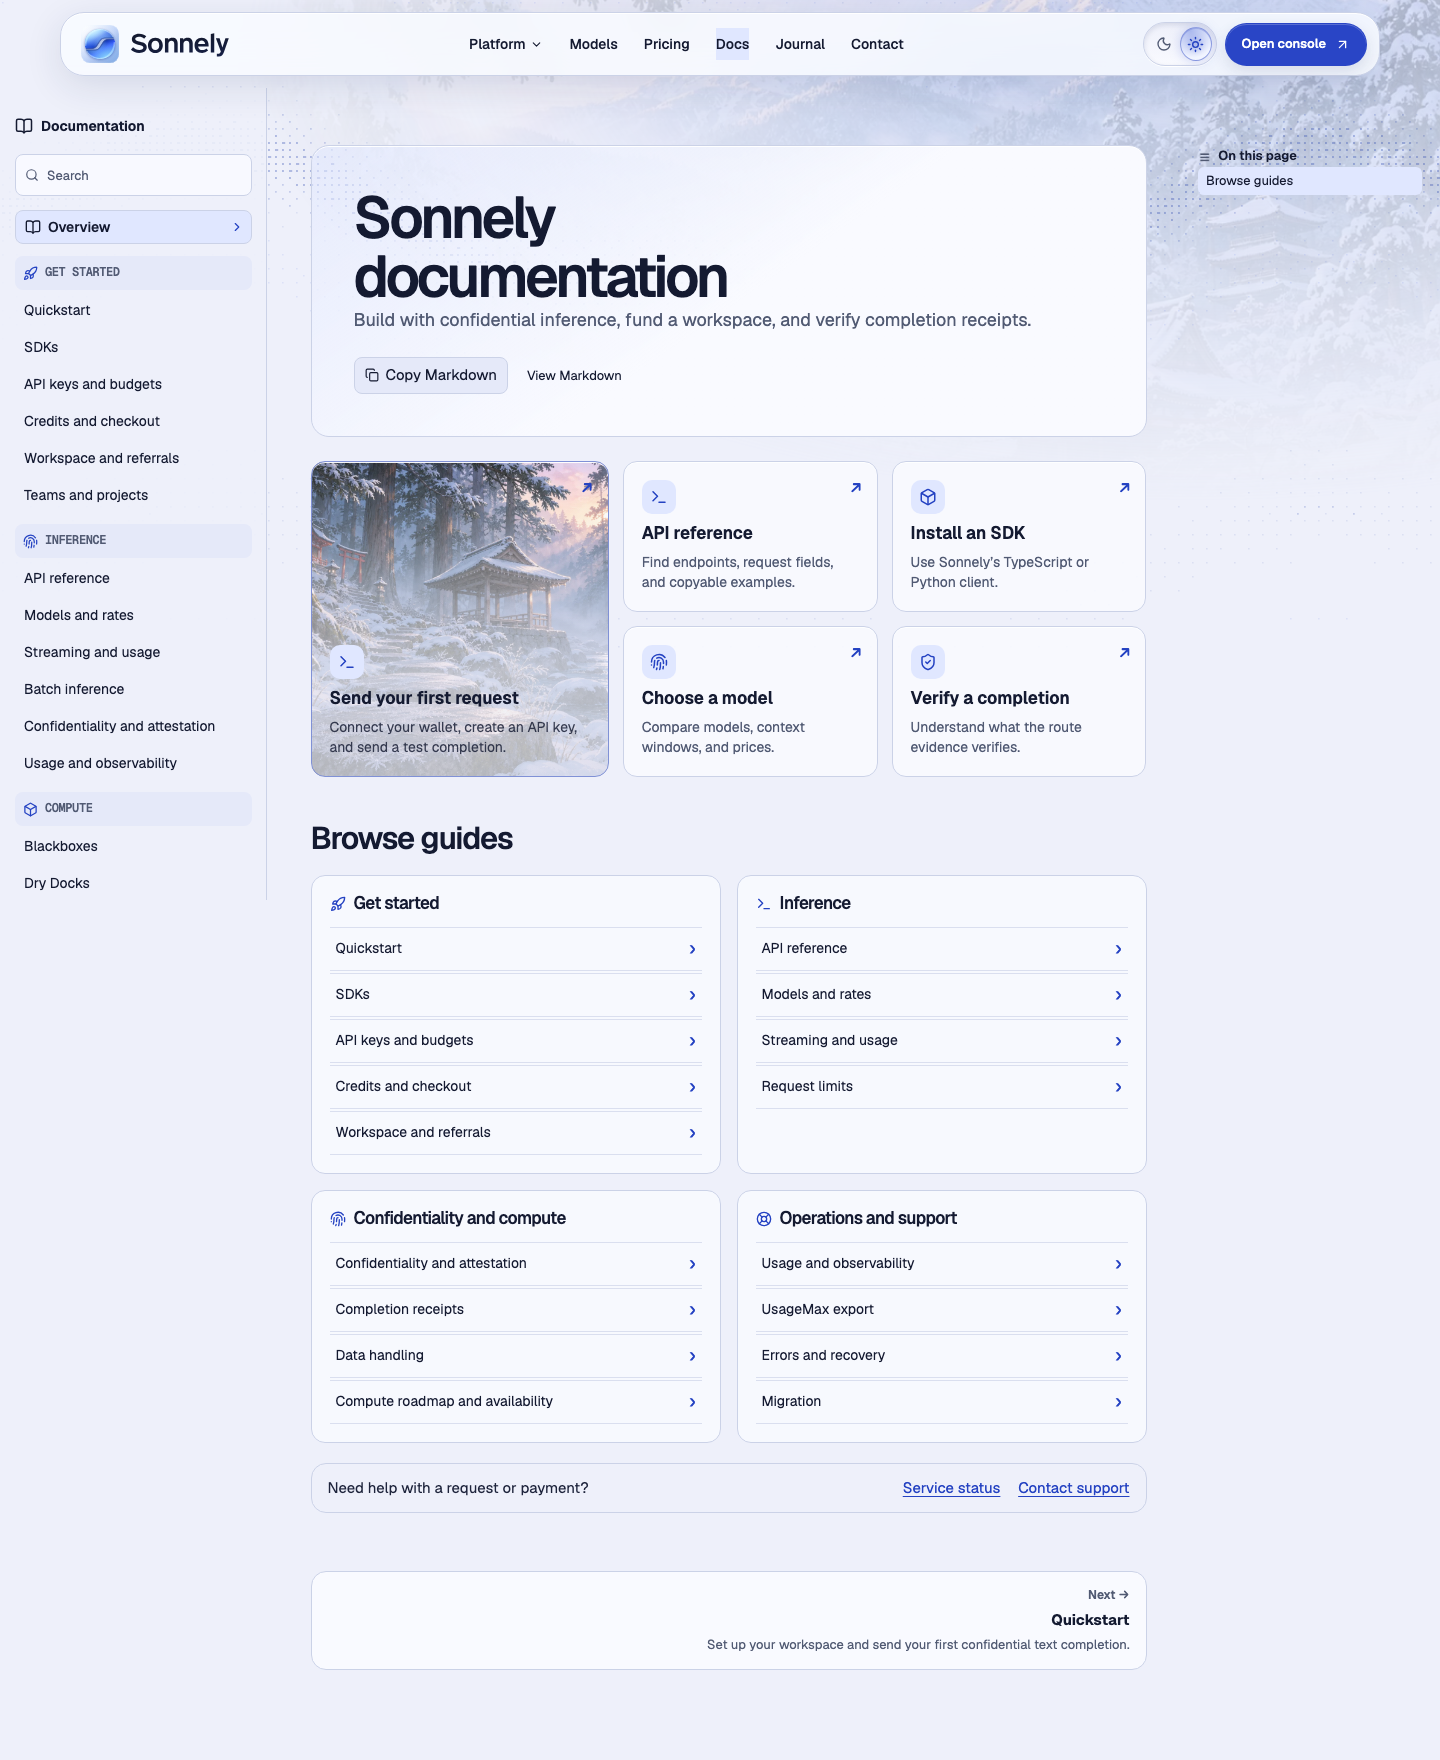 Sonnely
Platform
Models
Pricing
Docs
Journal
Contact
Open console
Documentation
Search
Overview
GET STARTED
Quickstart
SDKs
API keys and budgets
Credits and checkout
Workspace and referrals
Teams and projects
INFERENCE
API reference
Models and rates
Streaming and usage
Batch inference
Confidentiality and attestation
Usage and observability
COMPUTE
Blackboxes
Dry Docks
Sonnely
documentation
Build with confidential inference, fund a workspace, and verify completion receipts.
Copy Markdown
View Markdown
Send your first request
Connect your wallet, create an API key,
and send a test completion.
API reference
Find endpoints, request fields,
and copyable examples.
Install an SDK
Use Sonnely's TypeScript or
Python client.
Choose a model
Compare models, context
windows, and prices.
Verify a completion
Understand what the route
evidence verifies.
Browse guides
Get started
Quickstart
SDKs
API keys and budgets
Credits and checkout
Workspace and referrals
Inference
API reference
Models and rates
Streaming and usage
Request limits
Confidentiality and compute
Confidentiality and attestation
Completion receipts
Data handling
Compute roadmap and availability
Operations and support
Usage and observability
UsageMax export
Errors and recovery
Migration
Need help with a request or payment?
Service status
Contact support
Next →
Quickstart
Set up your workspace and send your first confidential text completion.
On this page
Browse guides